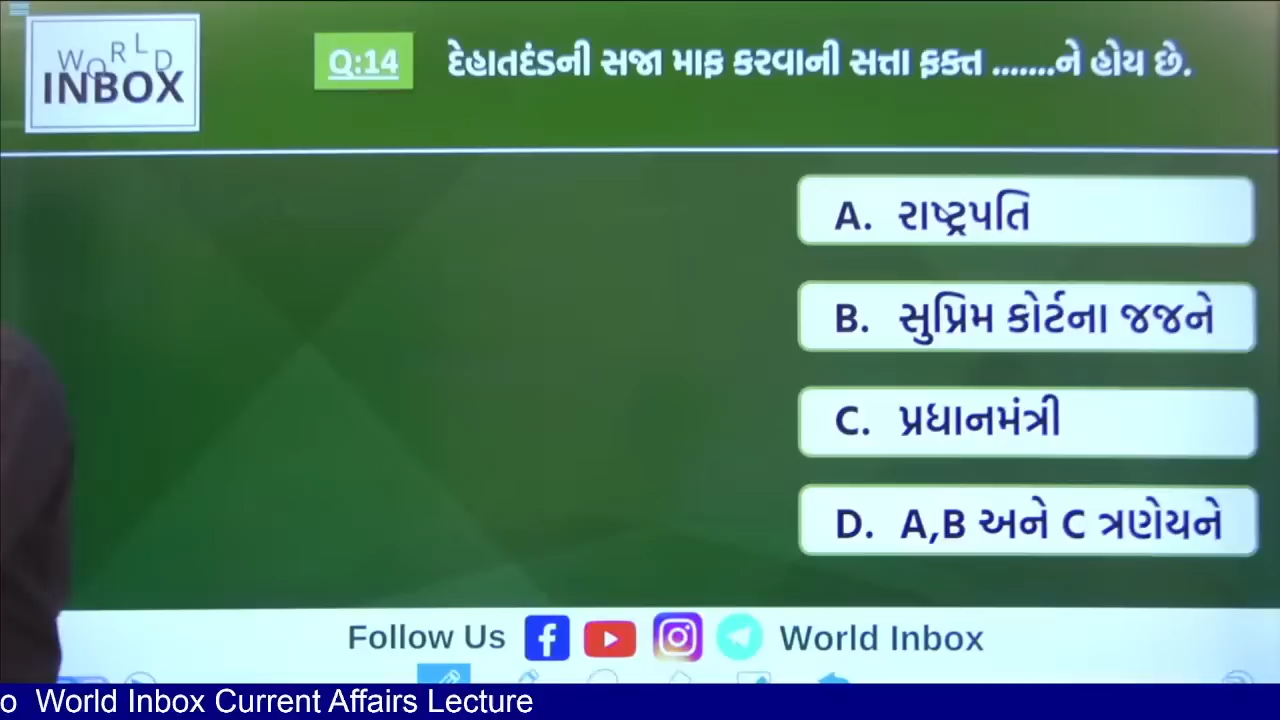 WORLD
INBOX
Q:14 દેહાતદંડની સજા માફ કરવાની સત્તા ફક્ત .......ને હોય છે.
A. રાષ્ટ્રપતિ
B. સુપ્રિમ કોર્ટના જજને
C. પ્રધાનમંત્રી
D. A,B અને C ત્રણેયને
Follow Us World Inbox
o World Inbox Current Affairs Lecture